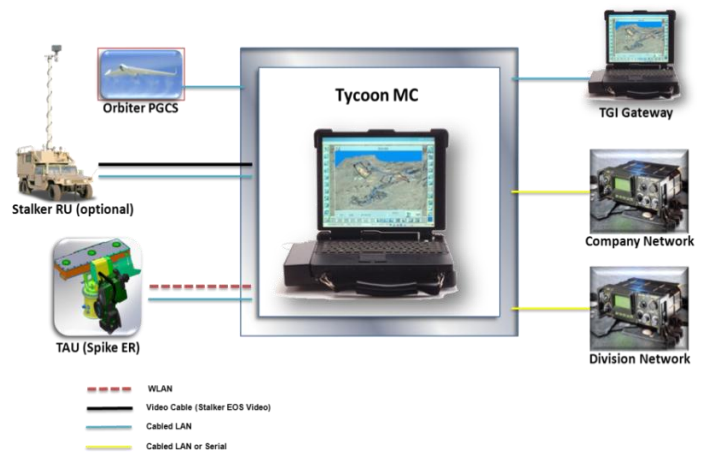 Tycoon MC
Orbiter PGCS
TGI Gateway
Stalker RU (optional)
Company Network
TAU (Spike ER)
Division Network
WLAN
Video Cable (Stalker EOS Video)
Cabled LAN
Cabled LAN or Serial